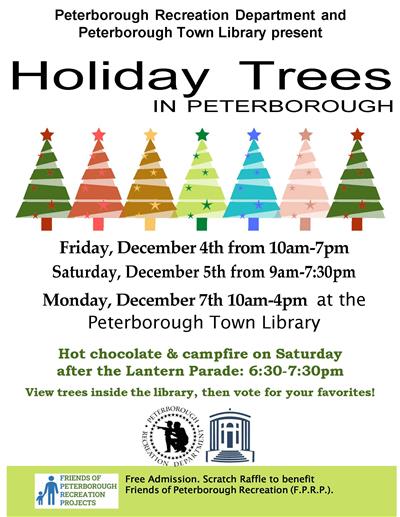 Peterborough Recreation Department and
Peterborough Town Library present
Holiday Trees
IN PETERBOROUGH
Friday, December 4th from 10am-7pm
Saturday, December 5th from 9am-7:30pm
Monday, December 7th 10am-4pm at the
Peterborough Town Library
Hot chocolate & campfire on Saturday
after the Lantern Parade: 6:30-7:30pm
View trees inside the library, then vote for your favorites!
PETERBOROUGH
RECREATION DEPARTMENT
FRIENDS OF
PETERBOROUGH
RECREATION
PROJECTS
Free Admission. Scratch Raffle to benefit
Friends of Peterborough Recreation (F.P.R.P.).